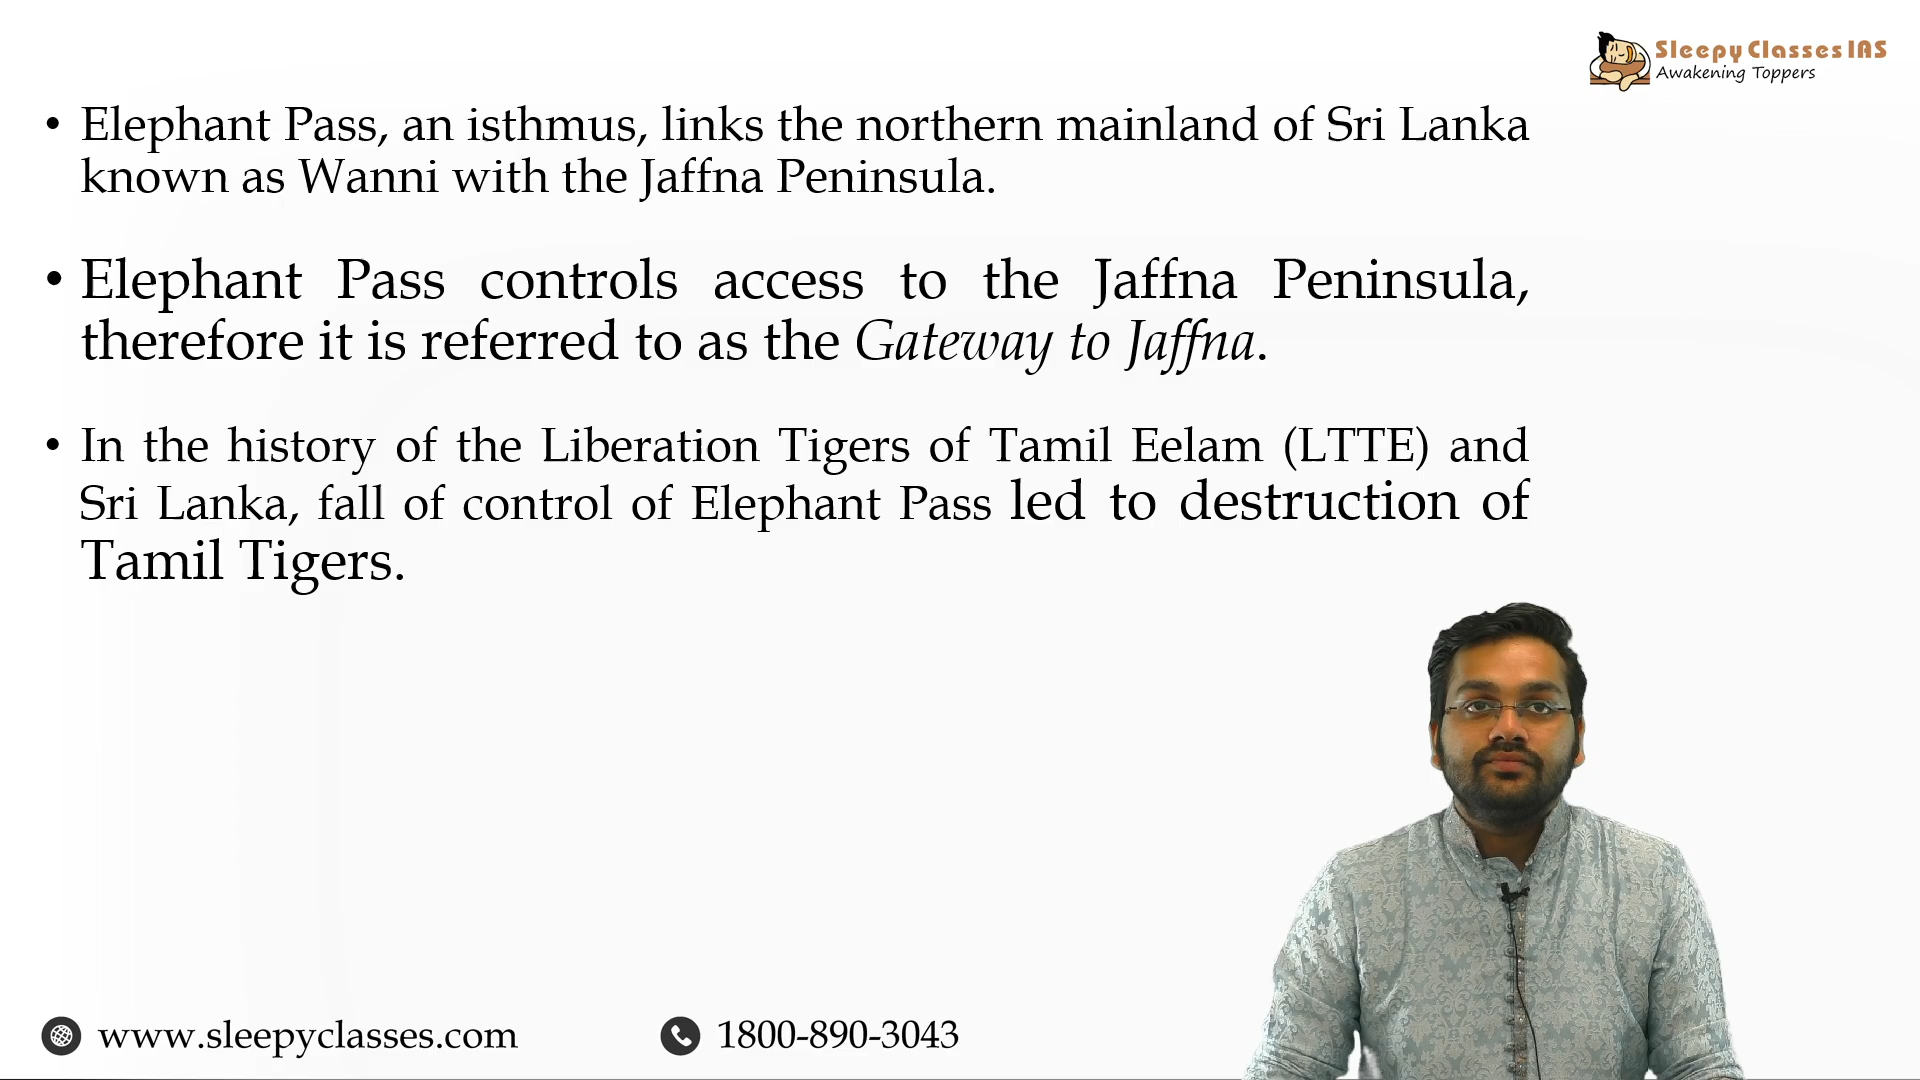 Sleepy Classes IAS
Awakening Toppers
• Elephant Pass, an isthmus, links the northern mainland of Sri Lanka
known as Wanni with the Jaffna Peninsula.
• Elephant Pass controls access to the Jaffna Peninsula,
therefore it is referred to as the Gateway to Jaffna.
• In the history of the Liberation Tigers of Tamil Eelam (LTTE) and
Sri Lanka, fall of control of Elephant Pass led to destruction of
Tamil Tigers.
www.sleepyclasses.com
1800-890-3043